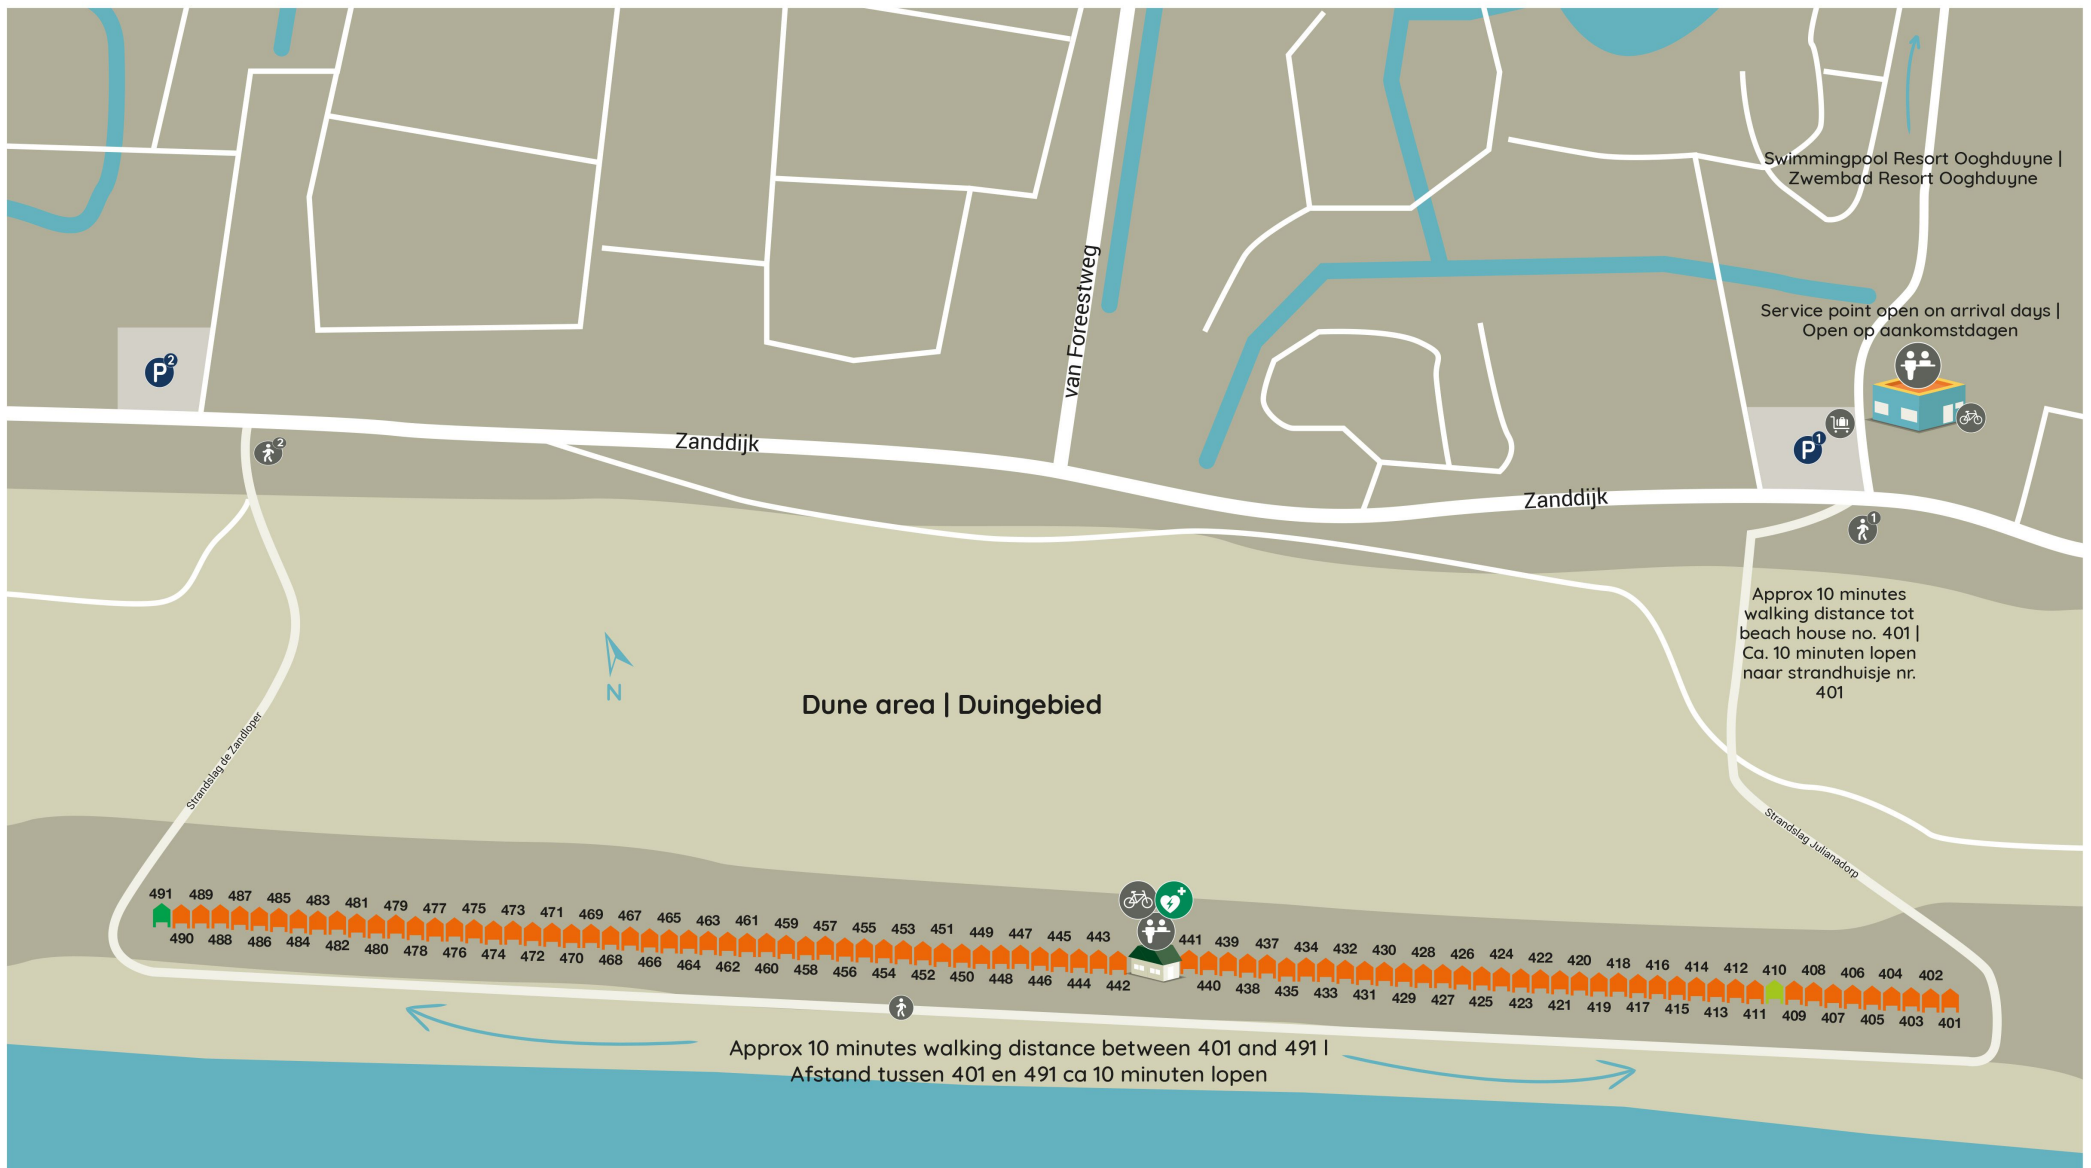 Swimmingpool Resort Ooghduyne |
Zwembad Resort Ooghduyne
van Foreestweg
Service point open on arrival days |
Open op aankomstdagen
P 2
2
Zanddijk
P 1
Zanddijk
1
Approx 10 minutes
walking distance tot
beach house no. 401 |
Ca. 10 minuten lopen
naar strandhuisje nr.
401
N
Dune area | Duingebied
Strandslag de Zandloper
Strandslag Julianadorp
491 489 487 485 483 481 479 477 475 473 471 469 467 465 463 461 459 457 455 453 451 449 447 445 443 441 439 437 434 432 430 428 426 424 422 420 418 416 414 412 410 408 406 404 402
490 488 486 484 482 480 478 476 474 472 470 468 466 464 462 460 458 456 454 452 450 448 446 444 442 440 438 435 433 431 429 427 425 423 421 419 417 415 413 411 409 407 405 403 401
Approx 10 minutes walking distance between 401 and 491 |
Afstand tussen 401 en 491 ca 10 minuten lopen